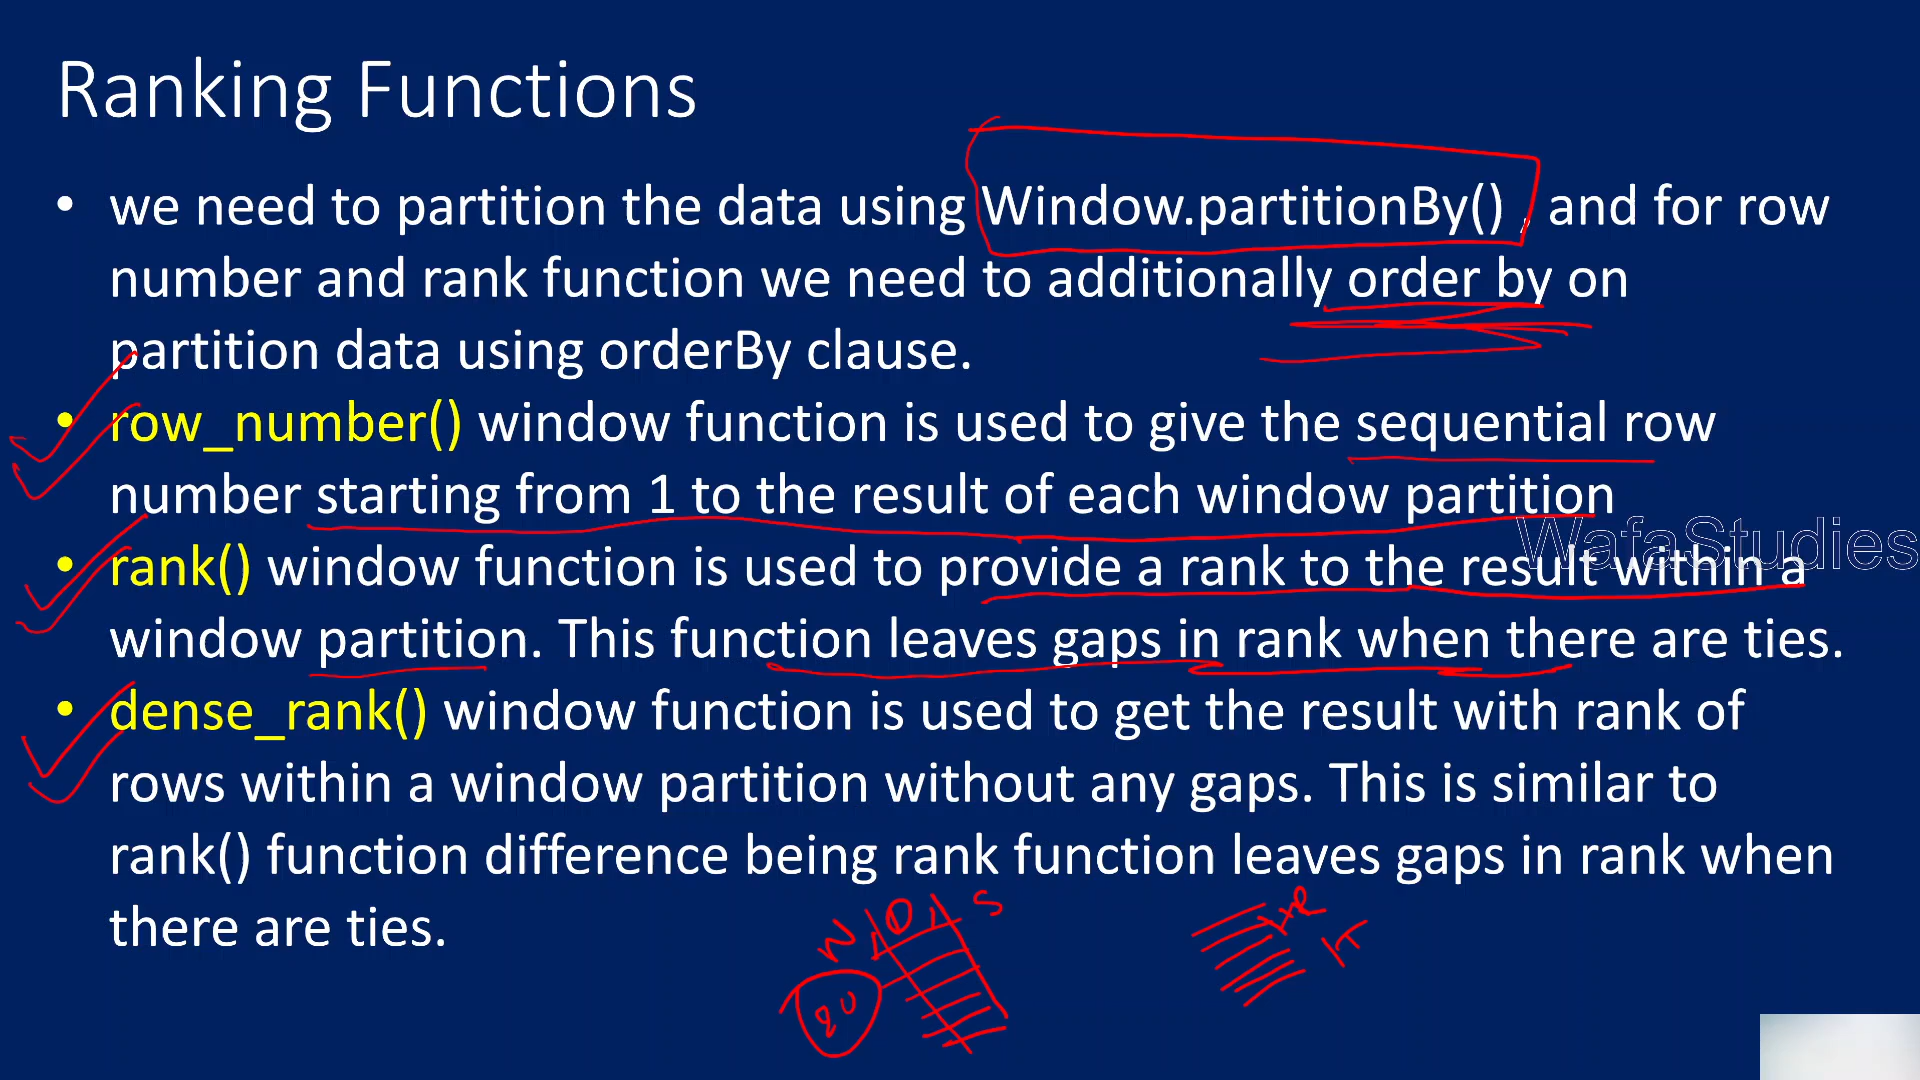 Ranking Functions
• we need to partition the data using Window.partitionBy() , and for row
number and rank function we need to additionally order by on
partition data using orderBy clause.
• row_number() window function is used to give the sequential row
number starting from 1 to the result of each window partition
WafaStudies
• rank() window function is used to provide a rank to the result within a
window partition. This function leaves gaps in rank when there are ties.
• dense_rank() window function is used to get the result with rank of
rows within a window partition without any gaps. This is similar to
rank() function difference being rank function leaves gaps in rank when
there are ties.
N D S
HR
IT